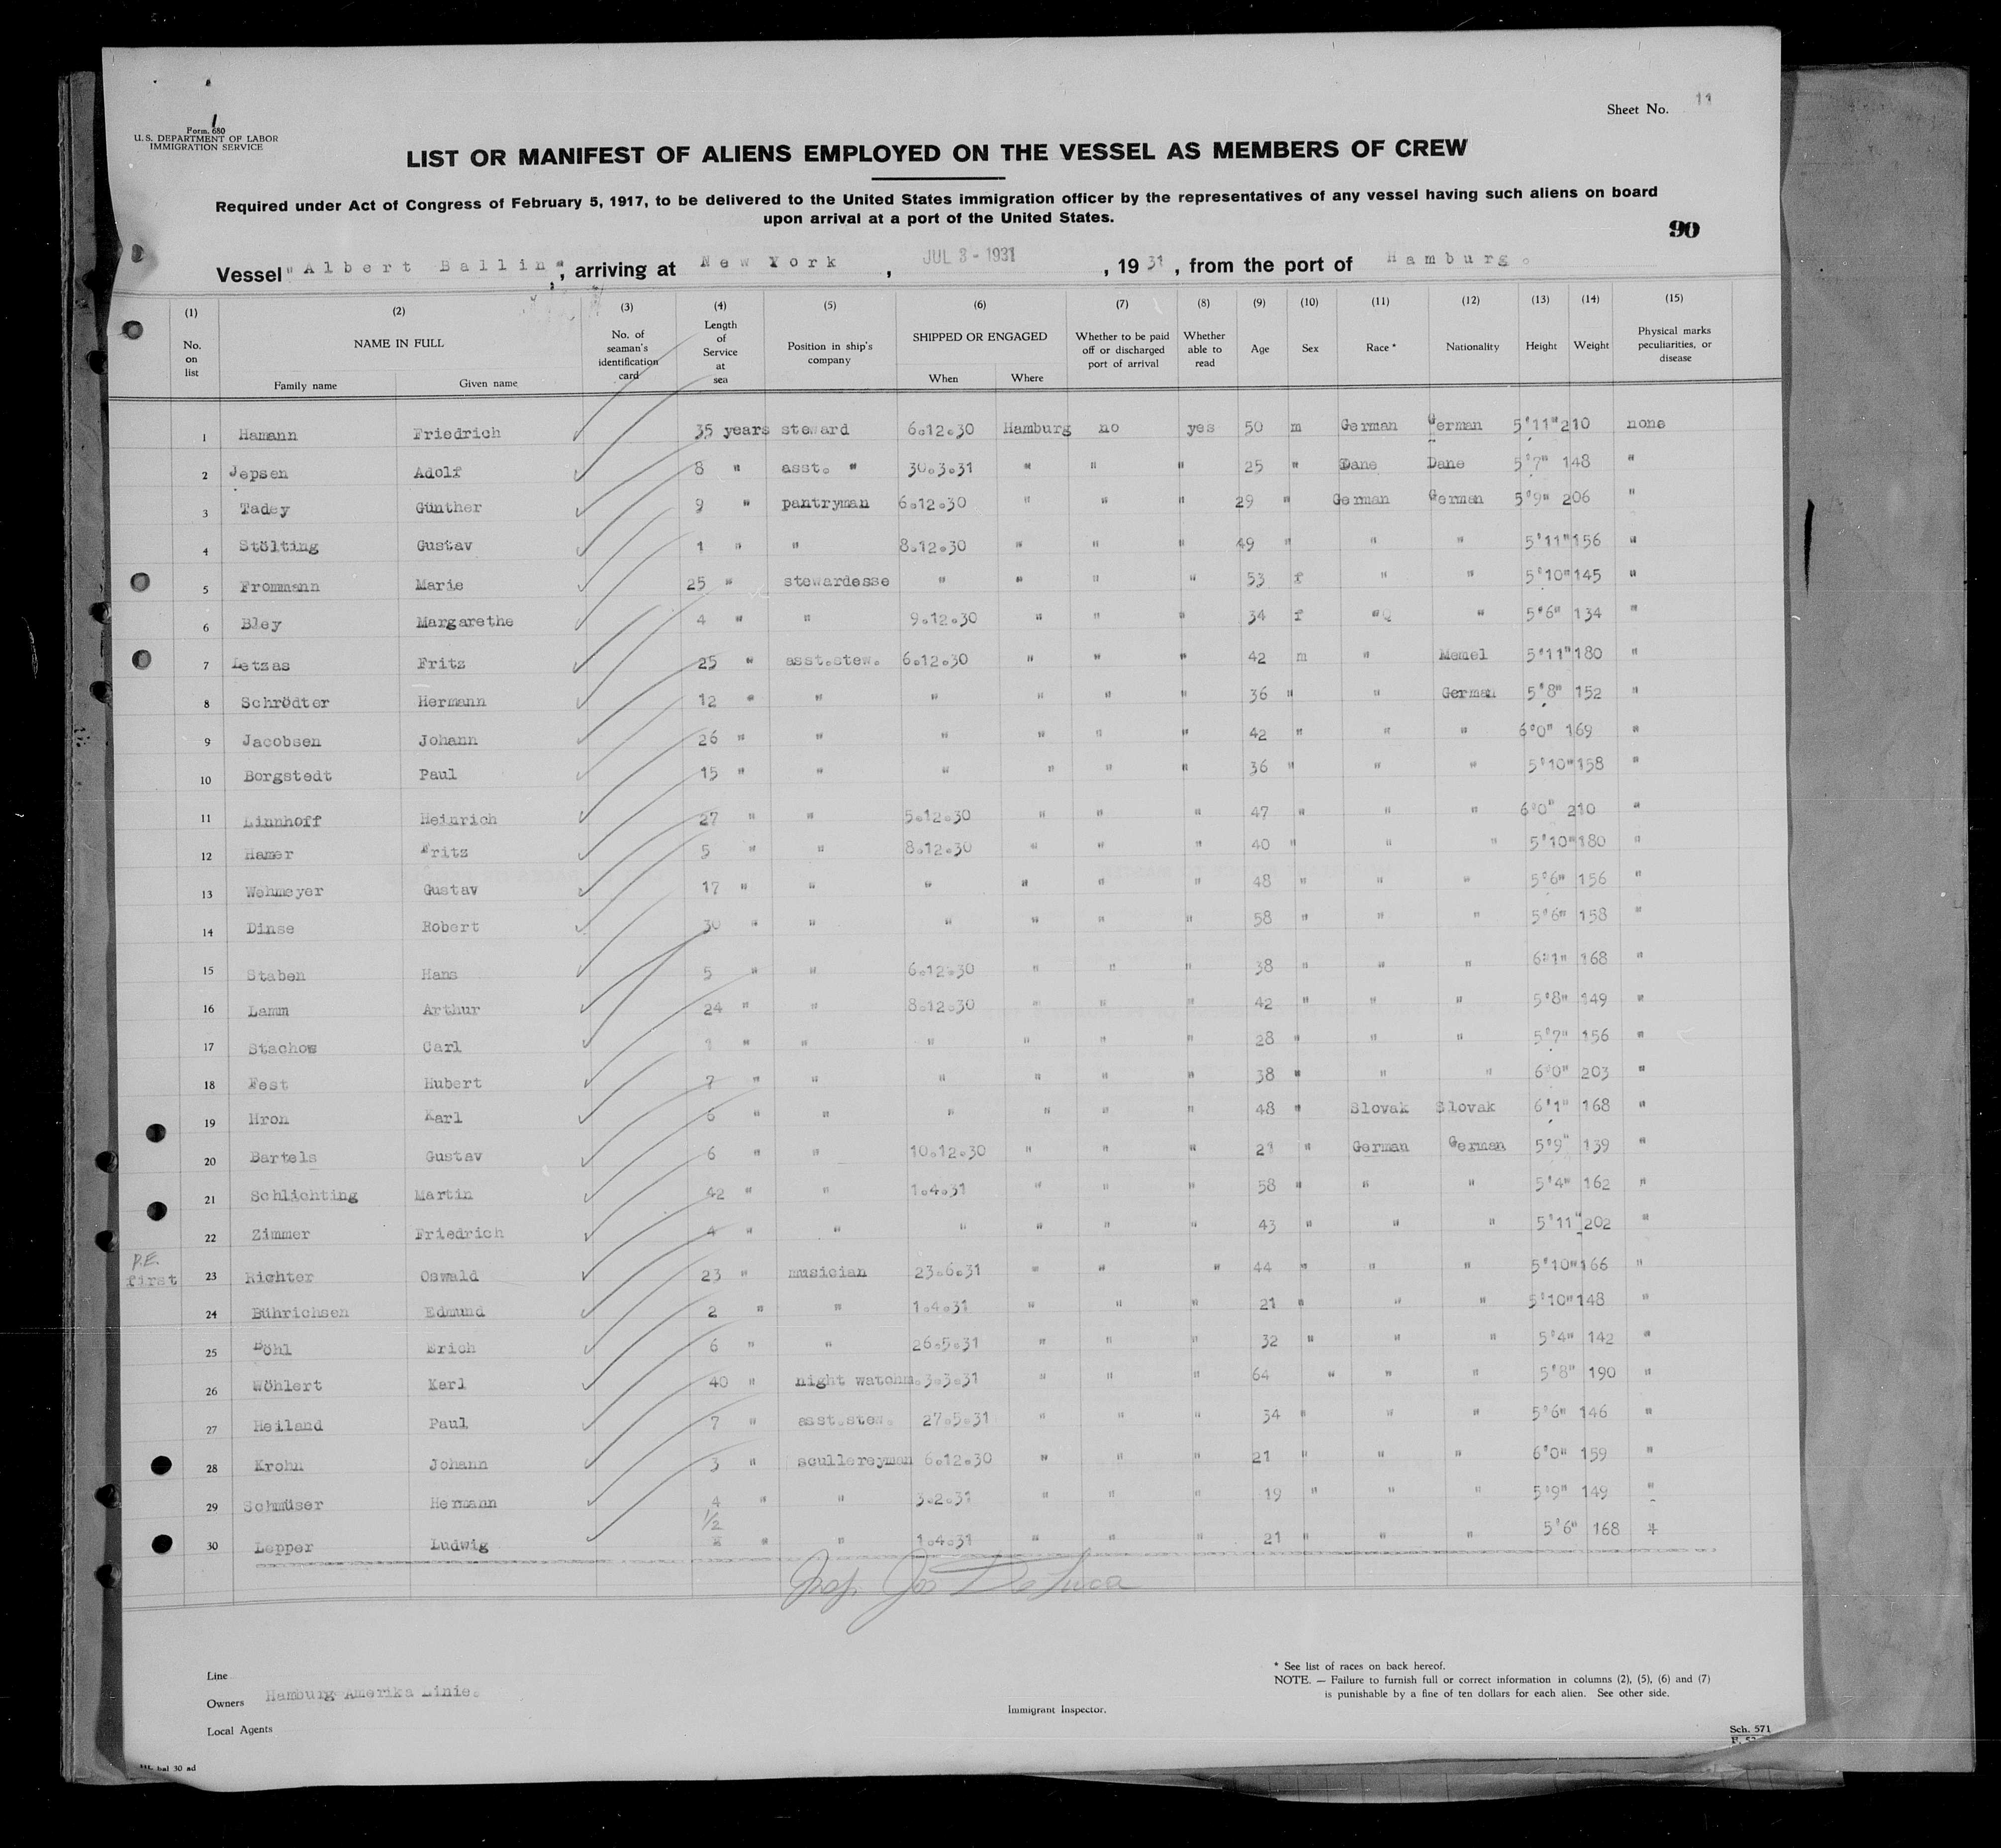 Sheet No. 11
Form. 680
U. S. DEPARTMENT OF LABOR
IMMIGRATION SERVICE
LIST OR MANIFEST OF ALIENS EMPLOYED ON THE VESSEL AS MEMBERS OF CREW
Required under Act of Congress of February 5, 1917, to be delivered to the United States immigration officer by the representatives of any vessel having such aliens on board
upon arrival at a port of the United States.
90
Vessel "Albert Ballin", arriving at New York, JUL 3 - 1931, 1931, from the port of Hamburg.
(1) (2) (3) (4) (5) (6) (7) (8) (9) (10) (11) (12) (13) (14) (15)
No. on list NAME IN FULL Family name Given name No. of seaman's identification card Length of Service at sea Position in ship's company SHIPPED OR ENGAGED When Where Whether to be paid off or discharged port of arrival Whether able to read Age Sex Race * Nationality Height Weight Physical marks peculiarities, or disease
1 Hamann Friedrich 35 years steward 6.12.30 Hamburg no yes 50 m German German 5'11" 210 none
2 Jepsen Adolf 8 " asst. " 30.3.31 " " " 25 " Dane Dane 5'7" 148 "
3 Tadey Günther 9 " pantryman 6.12.30 " " " 29 " German German 5'9" 206 "
4 Stölting Gustav 1 " " 8.12.30 " " " 49 " " " 5'11" 156 "
5 Frommann Marie 25 " stewardesse " " " " 53 f " " 5'10" 145 "
6 Bley Margarethe 4 " " 9.12.30 " " " 34 f " " 5'6" 134 "
7 Letzas Fritz 25 " asst.stew. 6.12.30 " " " 42 m " Memel 5'11" 180 "
8 Schrödter Hermann 12 " " " " " " 36 " " German 5'8" 152 "
9 Jacobsen Johann 26 " " " " " " 42 " " " 6'0" 169 "
10 Borgstedt Paul 15 " " " " " " 36 " " " 5'10" 158 "
11 Linnhoff Heinrich 27 " " 5.12.30 " " " 47 " " " 6'0" 210 "
12 Hamer Fritz 5 " " 8.12.30 " " " 40 " " " 5'10" 180 "
13 Wehmeyer Gustav 17 " " " " " " 48 " " " 5'6" 156 "
14 Dinse Robert 30 " " " " " " 58 " " " 5'6" 158 "
15 Staben Hans 5 " " 6.12.30 " " " 38 " " " 6'1" 168 "
16 Lamm Arthur 24 " " 8.12.30 " " " 42 " " " 5'8" 149 "
17 Stachow Carl 1 " " " " " " 28 " " " 5'7" 156 "
18 Fest Hubert 7 " " " " " " 38 " " " 6'0" 203 "
19 Hron Karl 6 " " " " " " 48 " Slovak Slovak 6'1" 168 "
20 Bartels Gustav 6 " " 10.12.30 " " " 21 " German German 5'9" 139 "
21 Schlichting Martin 42 " " 1.4.31 " " " 58 " " " 5'4" 162 "
22 Zimmer Friedrich 4 " " " " " " 43 " " " 5'11" 202 "
P.E.
first 23 Richter Oswald 23 " musician 23.6.31 " " " 44 " " " 5'10" 166 "
24 Bührichsen Edmund 2 " " 1.4.31 " " " 21 " " " 5'10" 148 "
25 Böhl Erich 6 " " 26.5.31 " " " 32 " " " 5'4" 142 "
26 Wöhlert Karl 40 " night watchm. 3.3.31 " " " 64 " " " 5'8" 190 "
27 Heiland Paul 7 " asst.stew. 27.5.31 " " " 34 " " " 5'6" 146 "
28 Krohn Johann 3 " scullereyman 6.12.30 " " " 21 " " " 6'0" 159 "
29 Schmüser Hermann 4 " " 3.2.31 " " " 19 " " " 5'9" 149 "
30 Lepper Ludwig 1/2 " " 1.4.31 " " " 21 " " " 5'6" 168 "
Line
Owners Hamburg-Amerika Linie.
Local Agents
Immigrant Inspector.
* See list of races on back hereof.
NOTE. — Failure to furnish full or correct information in columns (2), (5), (6) and (7)
is punishable by a fine of ten dollars for each alien. See other side.
Sch. 571